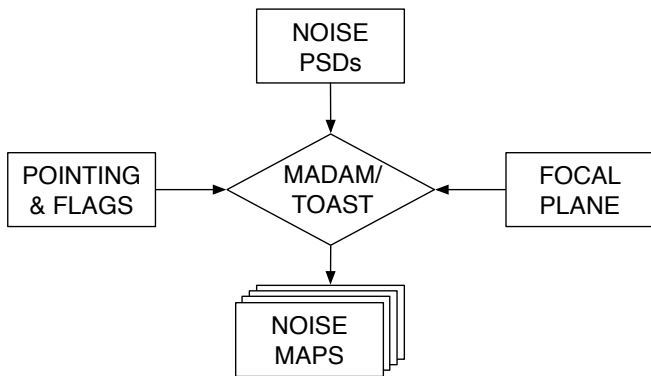 NOISE
PSDs
POINTING
& FLAGS
MADAM/
TOAST
FOCAL
PLANE
NOISE
MAPS